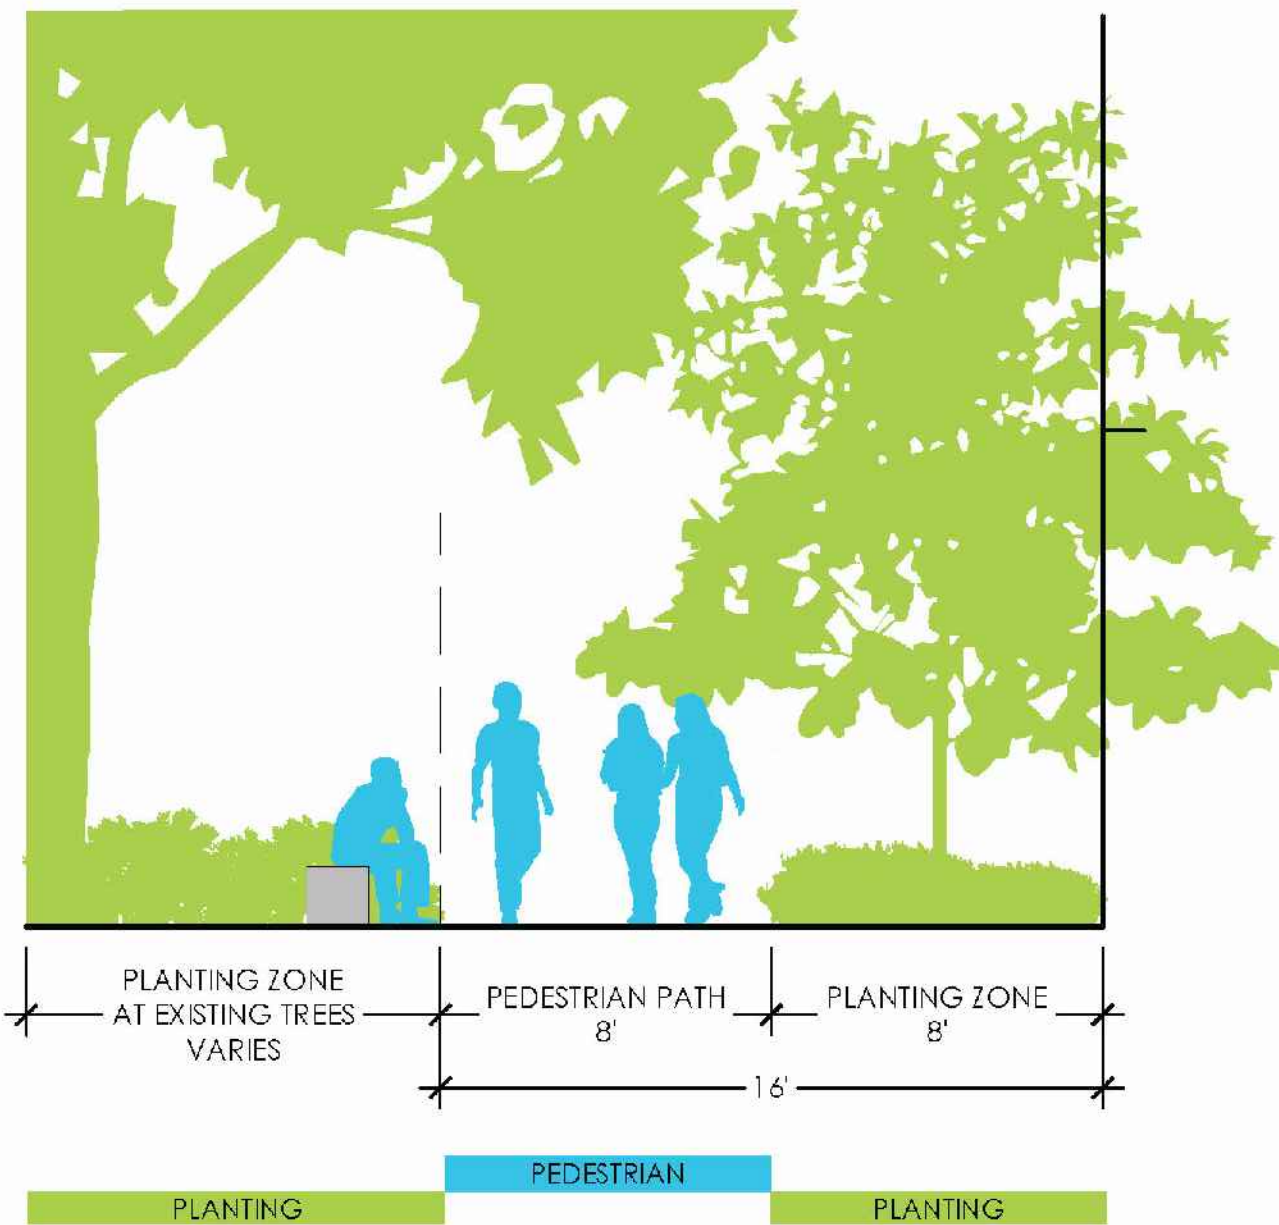 PLANTING ZONE
AT EXISTING TREES
VARIES
PEDESTRIAN PATH
8'
PLANTING ZONE
8'
16'
PEDESTRIAN
PLANTING
PLANTING